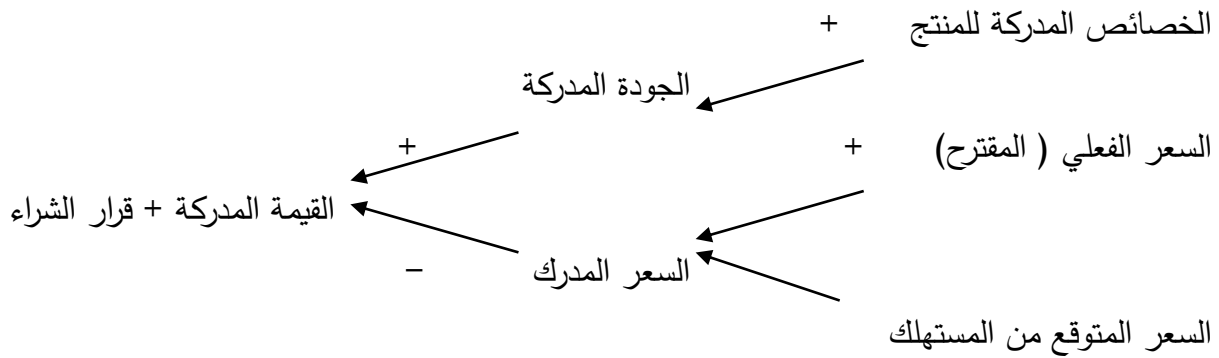 الخصائص المدركة للمنتج +
الجودة المدركة
السعر الفعلي ( المقترح) + +
القيمة المدركة + قرار الشراء
السعر المدرك –
السعر المتوقع من المستهلك